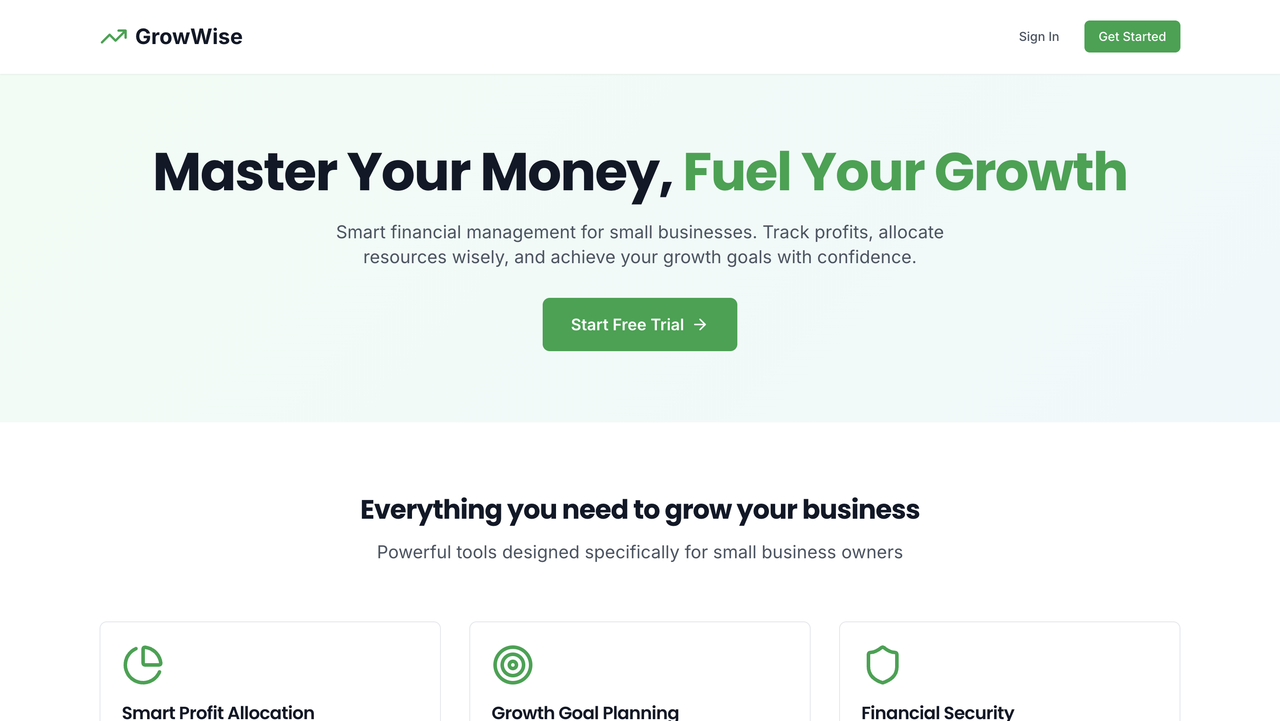 GrowWise
Sign In
Get Started
Master Your Money, Fuel Your Growth
Smart financial management for small businesses. Track profits, allocate
resources wisely, and achieve your growth goals with confidence.
Start Free Trial →
Everything you need to grow your business
Powerful tools designed specifically for small business owners
Smart Profit Allocation
Growth Goal Planning
Financial Security